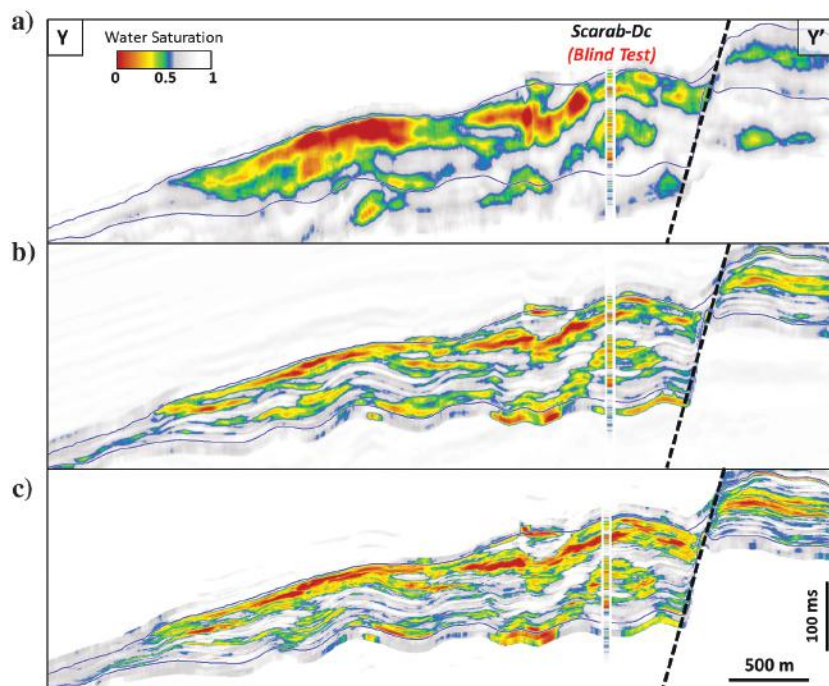 a)
Y
Water Saturation
0 0.5 1
Scarab-Dc
(Blind Test)
Y'
b)
c)
100 ms
500 m